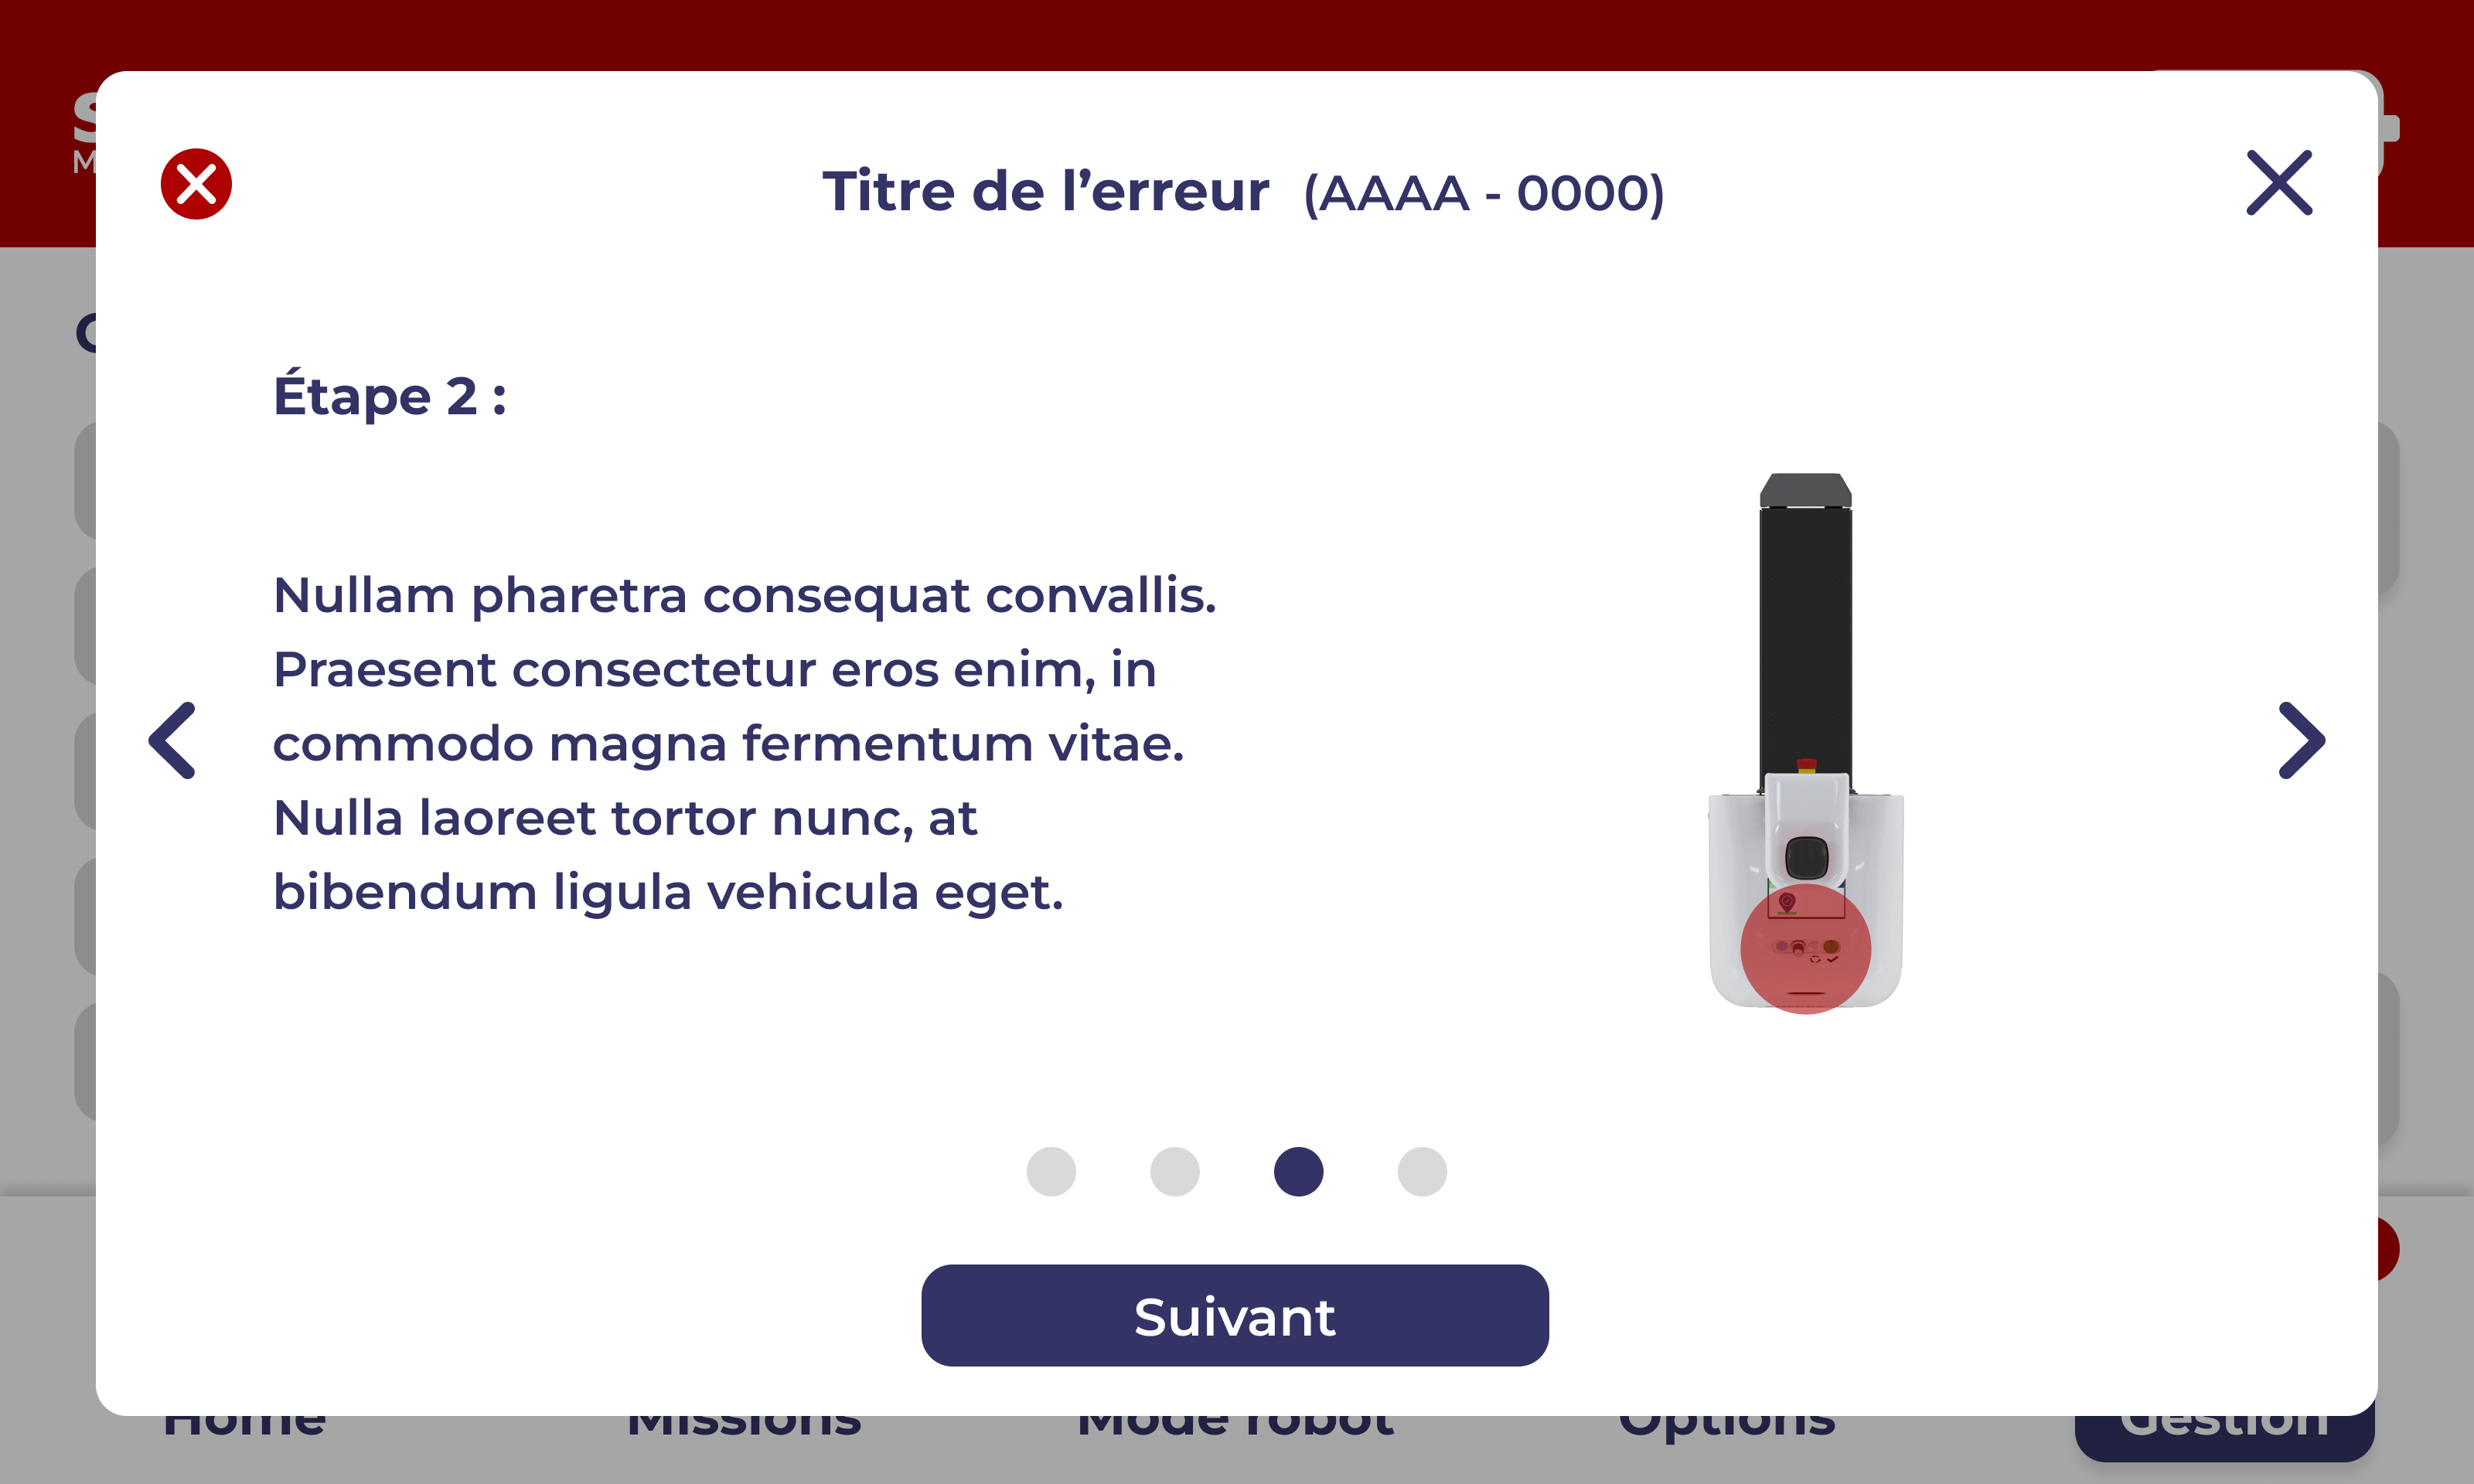 Titre de l’erreur (AAAA - 0000)
Étape 2 :
Nullam pharetra consequat convallis.
Praesent consectetur eros enim, in
commodo magna fermentum vitae.
Nulla laoreet tortor nunc, at
bibendum ligula vehicula eget.
Suivant
Home Missions Mode robot Options Gestion